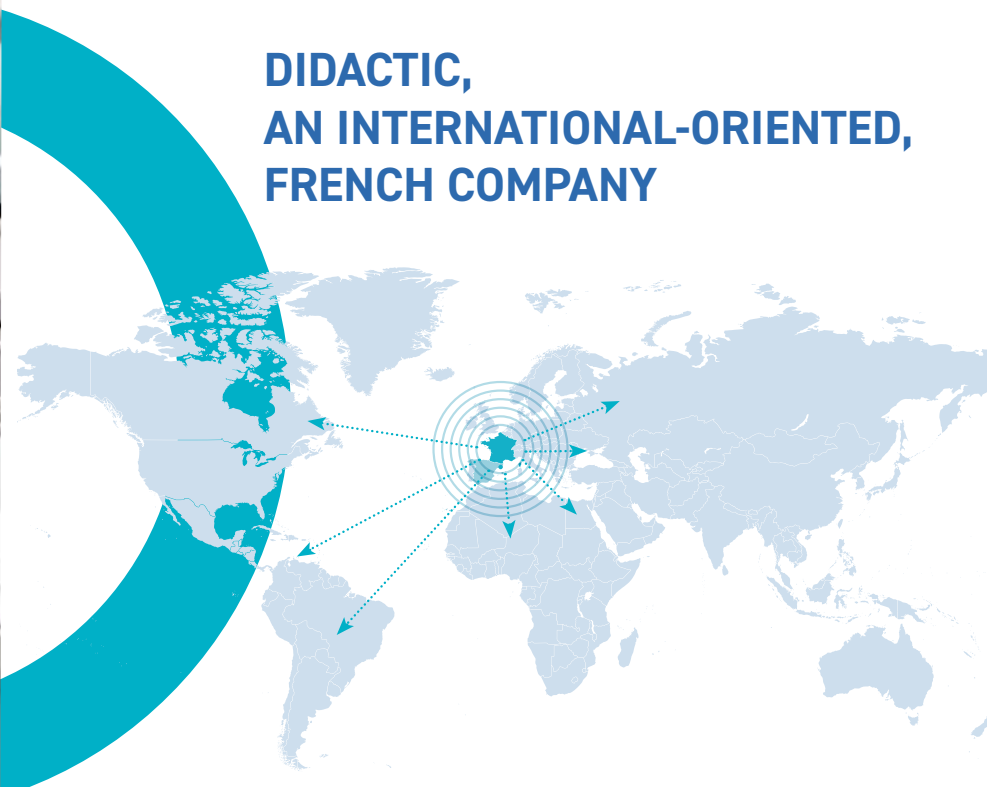 DIDACTIC,
AN INTERNATIONAL-ORIENTED,
FRENCH COMPANY